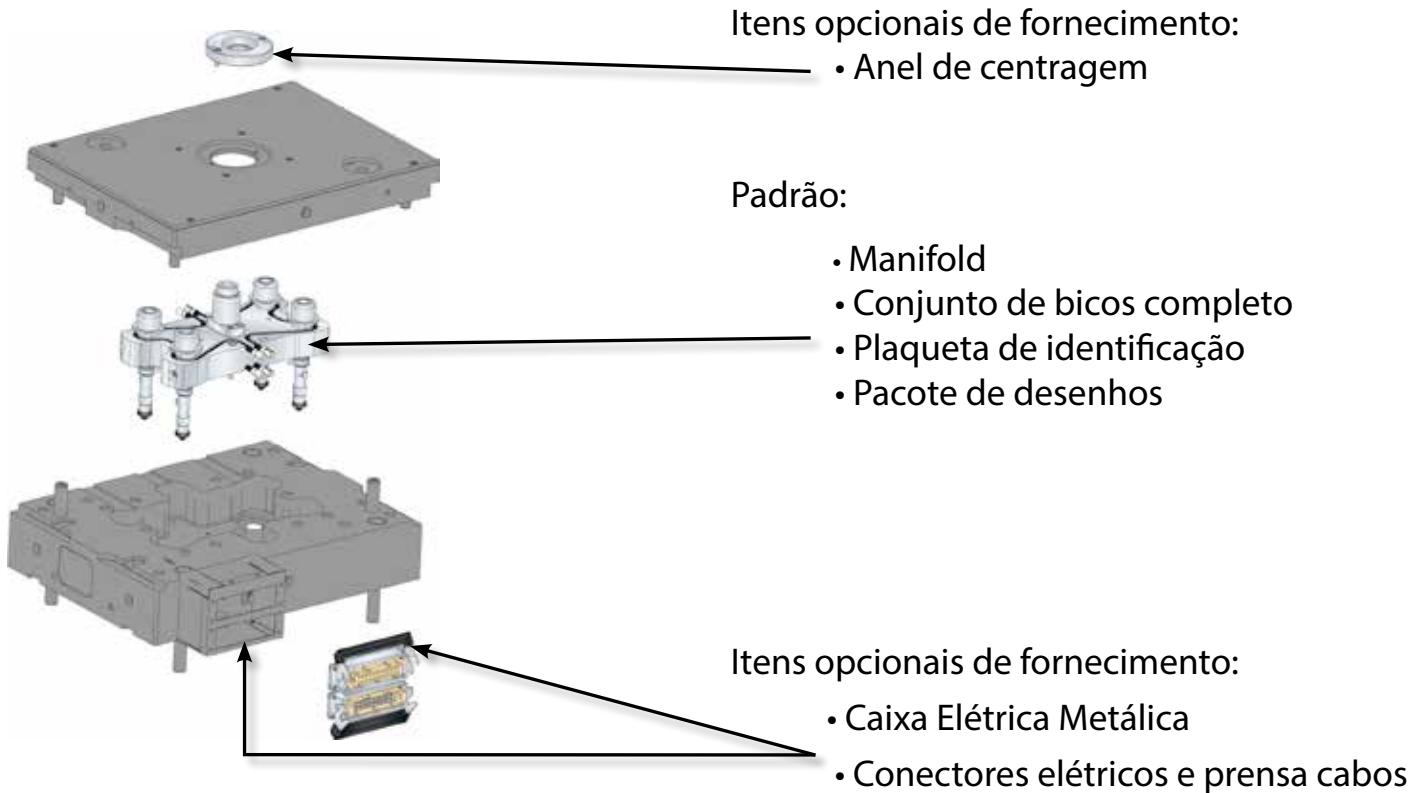 Itens opcionais de fornecimento:
• Anel de centragem
Padrão:
• Manifold
• Conjunto de bicos completo
• Plaqueta de identificação
• Pacote de desenhos
Itens opcionais de fornecimento:
• Caixa Elétrica Metálica
• Conectores elétricos e prensa cabos